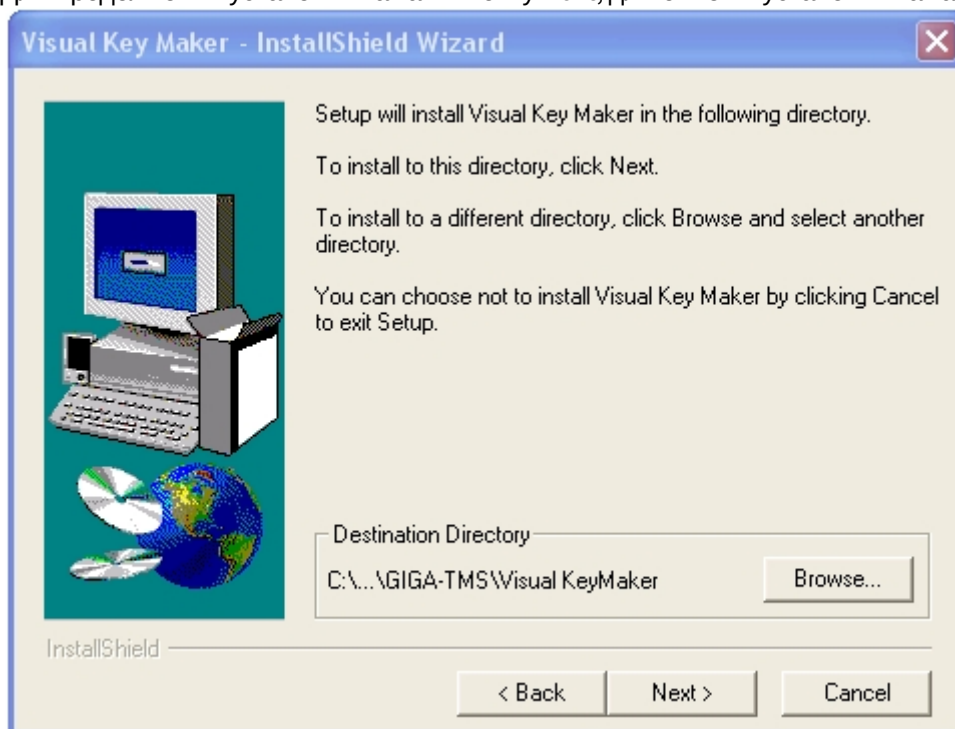 Visual Key Maker - InstallShield Wizard
Setup will install Visual Key Maker in the following directory.
To install to this directory, click Next.
To install to a different directory, click Browse and select another
directory.
You can choose not to install Visual Key Maker by clicking Cancel
to exit Setup.
Destination Directory
C:\...\GIGA-TMS\Visual KeyMaker
Browse...
InstallShield
< Back
Next >
Cancel